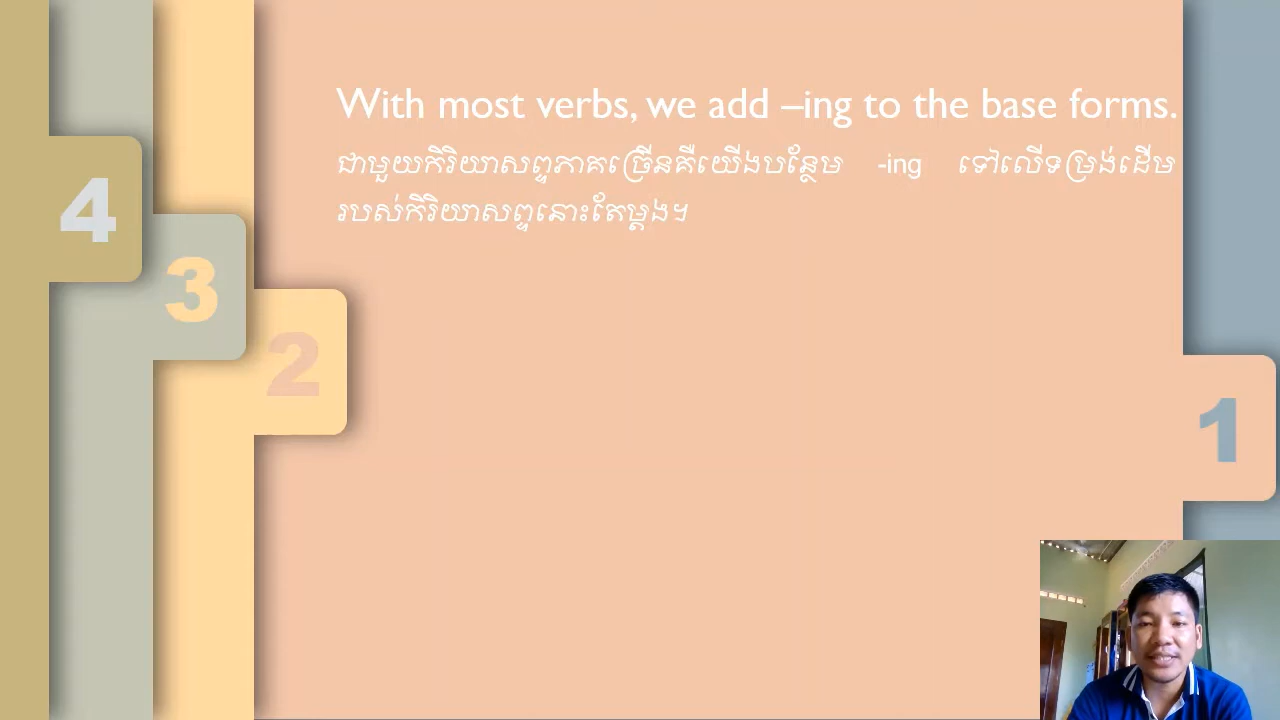 With most verbs, we add –ing to the base forms.
ជាមួយកិរិយាសព្ទភាគច្រើនគឺយើងបន្ថែម -ing ទៅលើទម្រង់ដើម
របស់កិរិយាសព្ទនោះតែម្តង។
4
3
2
1